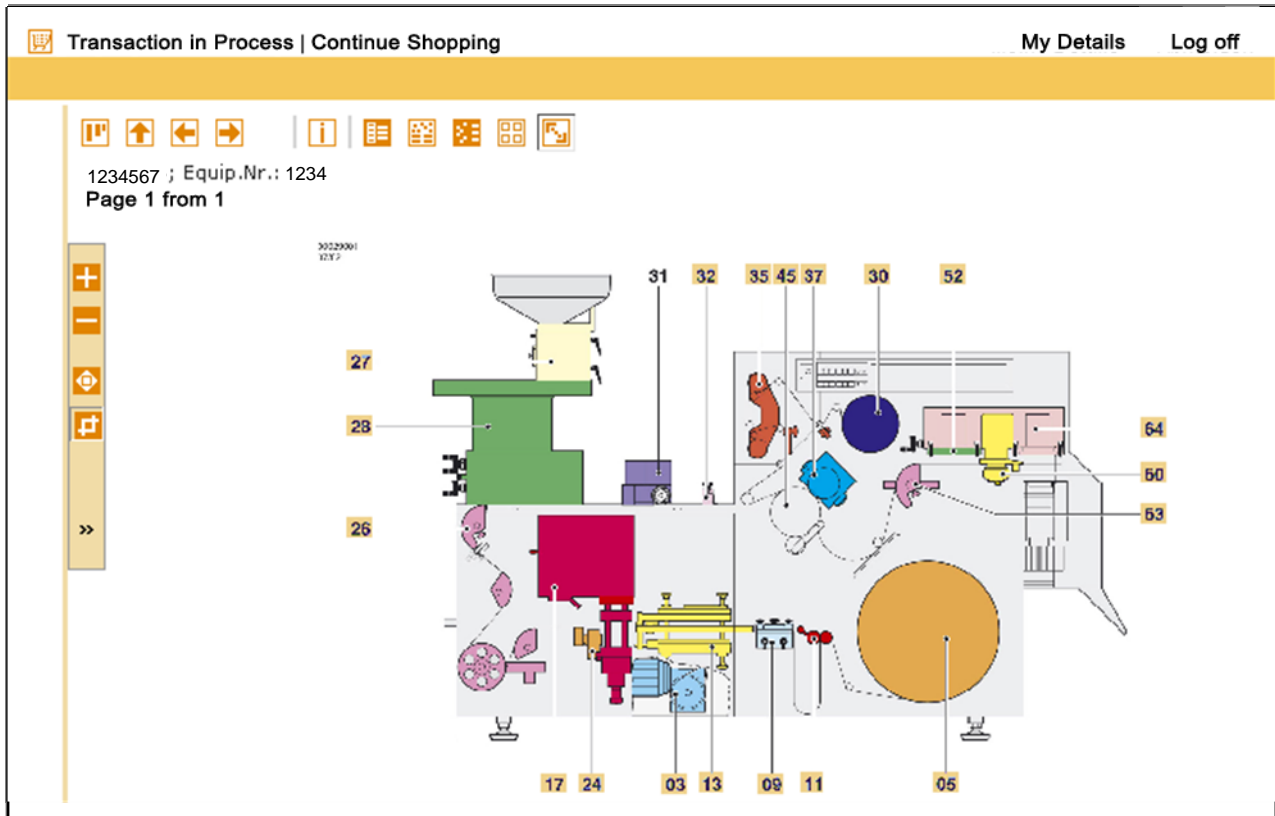 Transaction in Process | Continue Shopping
My Details Log off
i
1234567 ; Equip.Nr.: 1234
Page 1 from 1
31 32 35 45 37 30 52
27
28
64
50
53
26
»
17 24 03 13 09 11 05